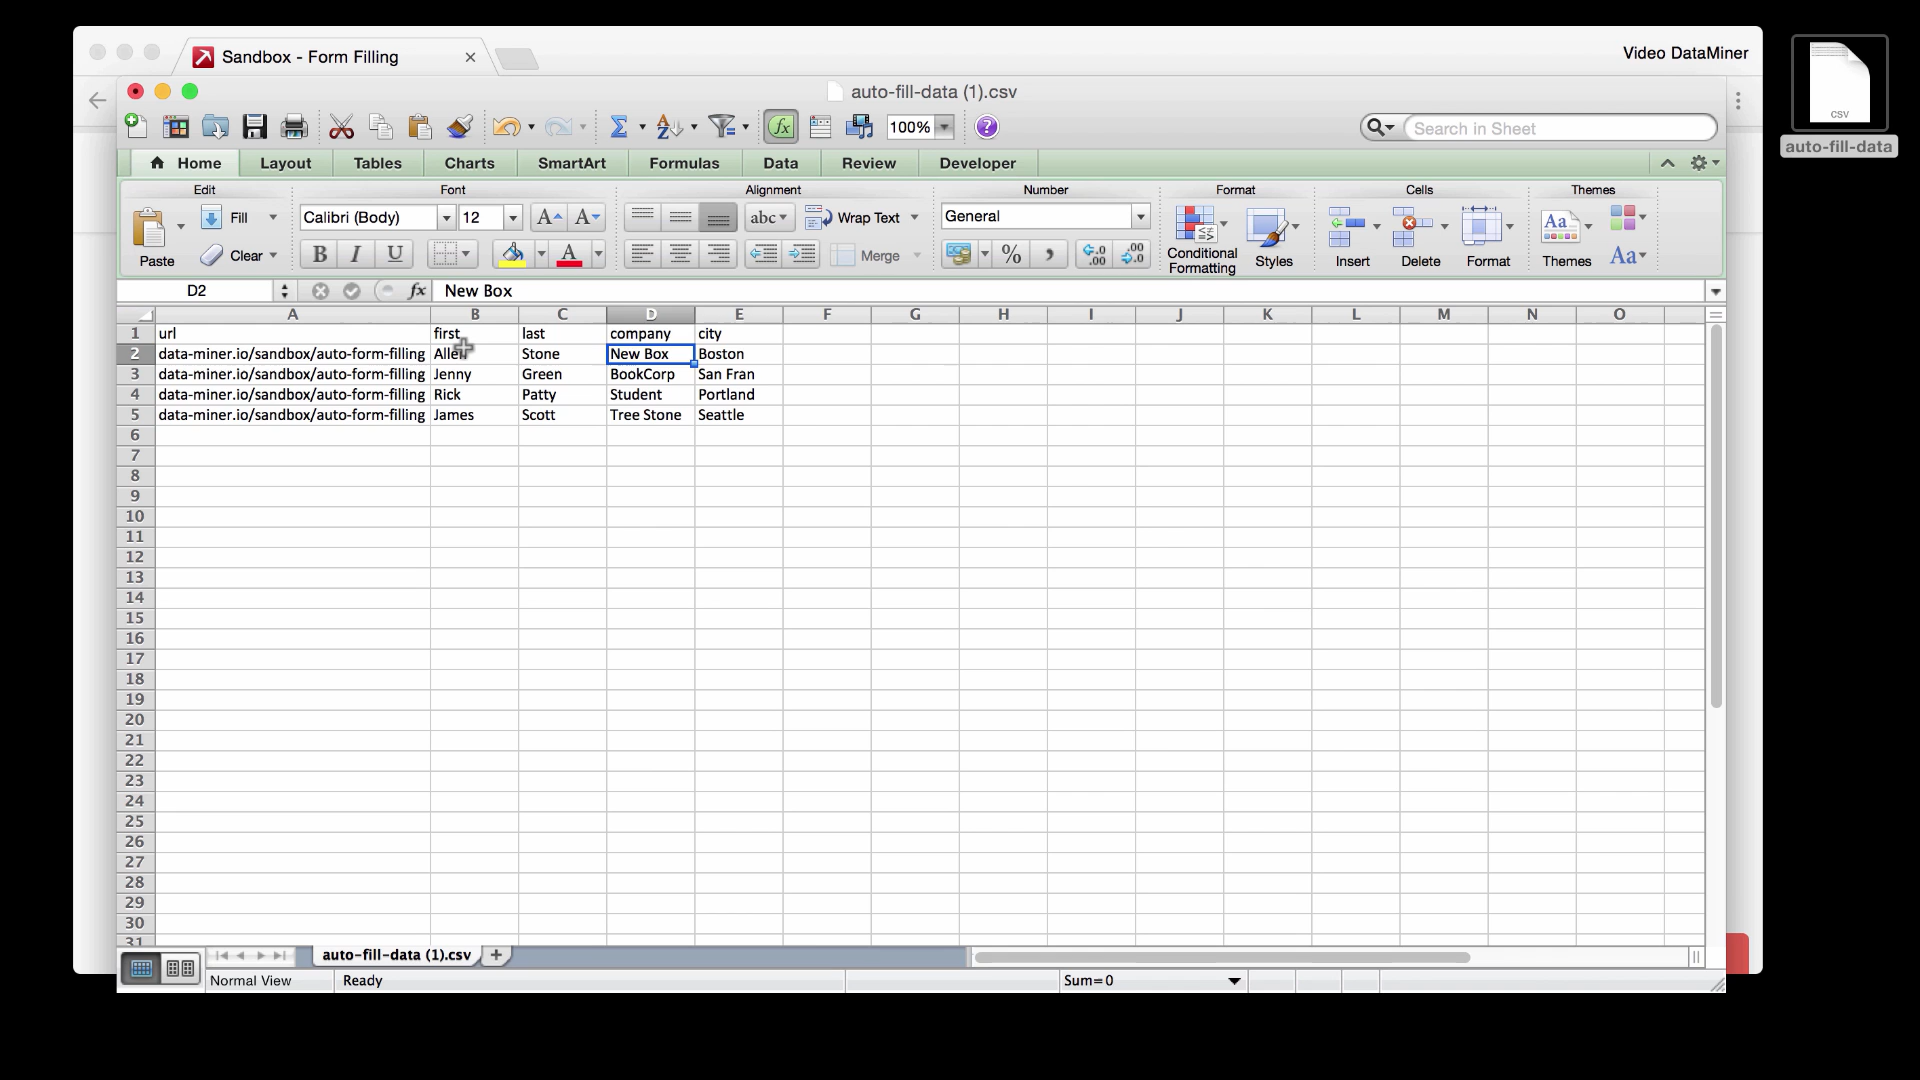 Sandbox - Form Filling
Video DataMiner
CSV
auto-fill-data
auto-fill-data (1).csv
100%
Search in Sheet
Home Layout Tables Charts SmartArt Formulas Data Review Developer
Edit Font Alignment Number Format Cells Themes
Fill Calibri (Body) 12 A A abc Wrap Text General
Paste Clear B I U A Merge % Conditional Formatting Styles Insert Delete Format Themes Aa
D2 fx New Box
A B C D E F G H I J K L M N O
1 url first last company city
2 data-miner.io/sandbox/auto-form-filling Allen Stone New Box Boston
3 data-miner.io/sandbox/auto-form-filling Jenny Green BookCorp San Fran
4 data-miner.io/sandbox/auto-form-filling Rick Patty Student Portland
5 data-miner.io/sandbox/auto-form-filling James Scott Tree Stone Seattle
6
7
8
9
10
11
12
13
14
15
16
17
18
19
20
21
22
23
24
25
26
27
28
29
30
31
auto-fill-data (1).csv
Normal View Ready Sum=0